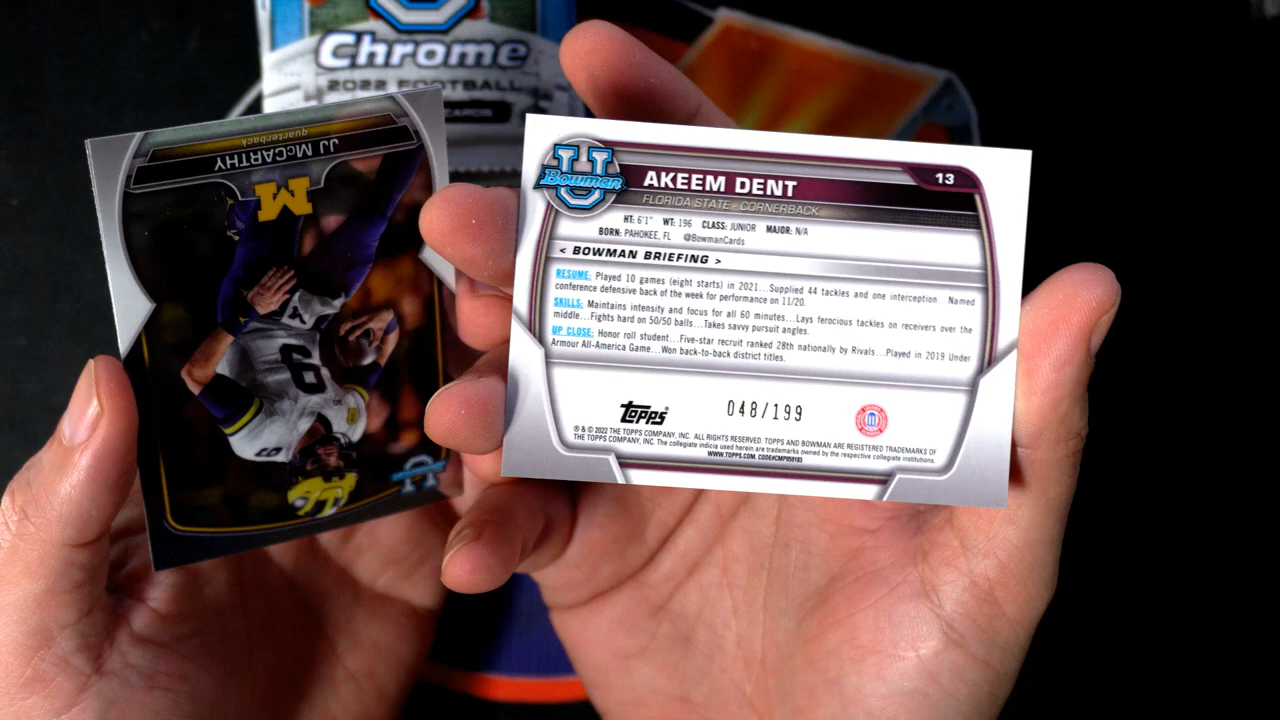 Chrome
2022 FOOTBALL
CARDS
JJ McCARTHY
quarterback
M
9
U
Bowman
AKEEM DENT
13
FLORIDA STATE - CORNERBACK
HT: 6'1" WT: 196 CLASS: JUNIOR MAJOR: N/A
BORN: PAHOKEE, FL @BowmanCards
< BOWMAN BRIEFING >
RESUME: Played 10 games (eight starts) in 2021...Supplied 44 tackles and one interception...Named
conference defensive back of the week for performance on 11/20.
SKILLS: Maintains intensity and focus for all 60 minutes...Lays ferocious tackles on receivers over the
middle...Fights hard on 50/50 balls...Takes savvy pursuit angles.
UP CLOSE: Honor roll student...Five-star recruit ranked 28th nationally by Rivals...Played in 2019 Under
Armour All-America Game...Won back-to-back district titles.
Topps
048/199
® & © 2022 THE TOPPS COMPANY, INC. ALL RIGHTS RESERVED. TOPPS AND BOWMAN ARE REGISTERED TRADEMARKS OF
THE TOPPS COMPANY, INC. The collegiate indicia used herein are trademarks owned by the respective collegiate institutions.
WWW.TOPPS.COM CODE#CMP058183